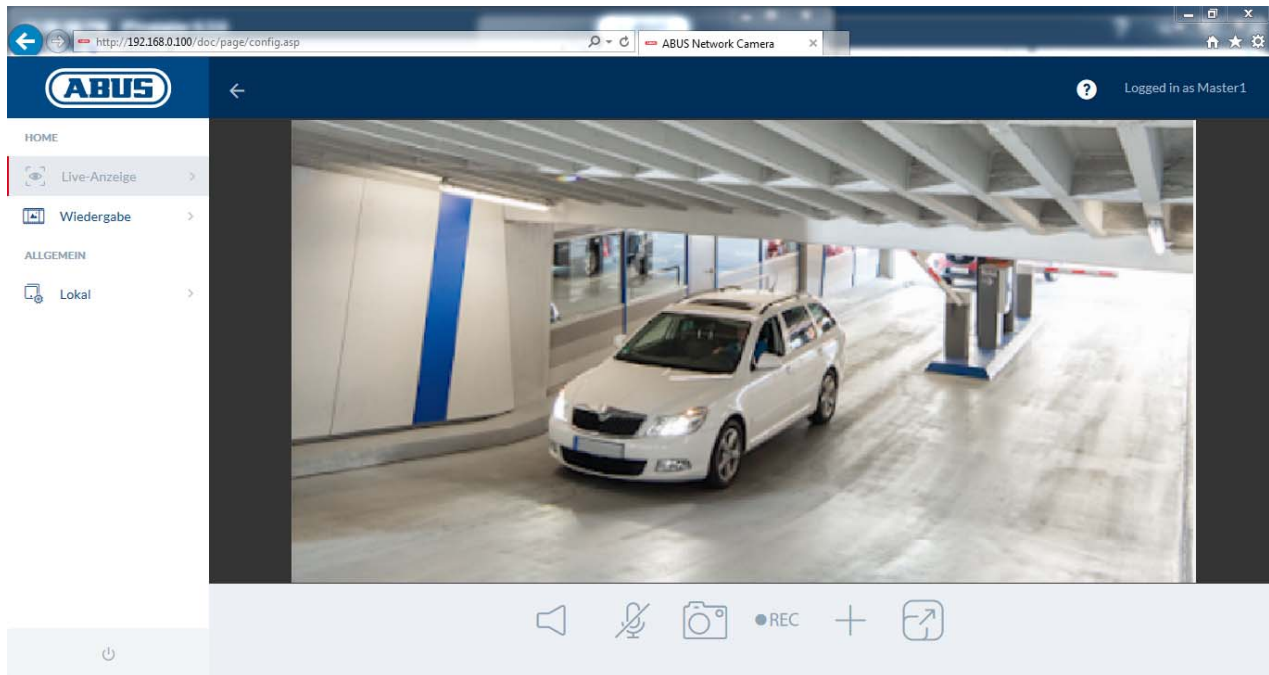 http://192.168.0.100/doc/page/config.asp
ABUS Network Camera
ABUS
?
Logged in as Master1
HOME
Live-Anzeige
Wiedergabe
ALLGEMEIN
Lokal
REC